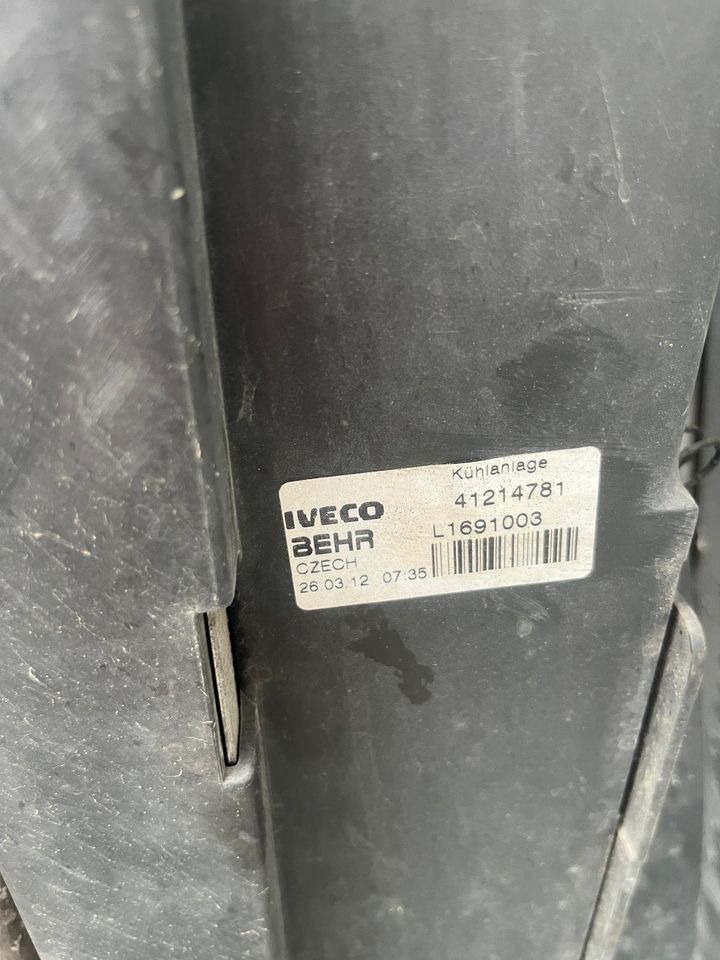 Kühlanlage
IVECO 41214781
BEHR L1691003
CZECH
26.03.12 07:35